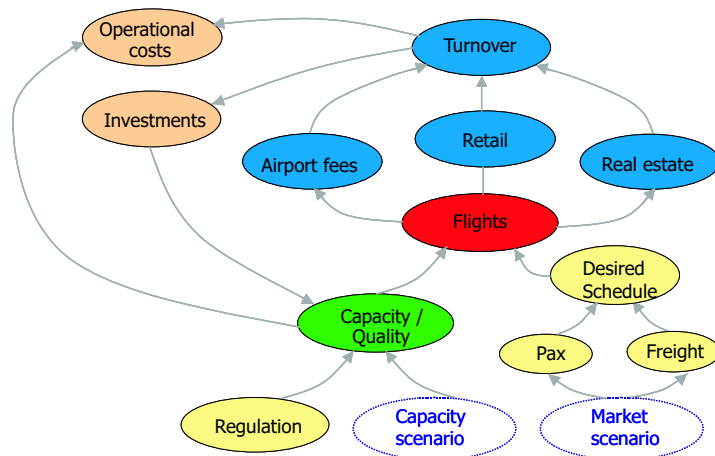 Operational
costs
Turnover
Investments
Retail
Airport fees
Real estate
Flights
Desired
Schedule
Capacity /
Quality
Pax
Freight
Regulation
Capacity
scenario
Market
scenario